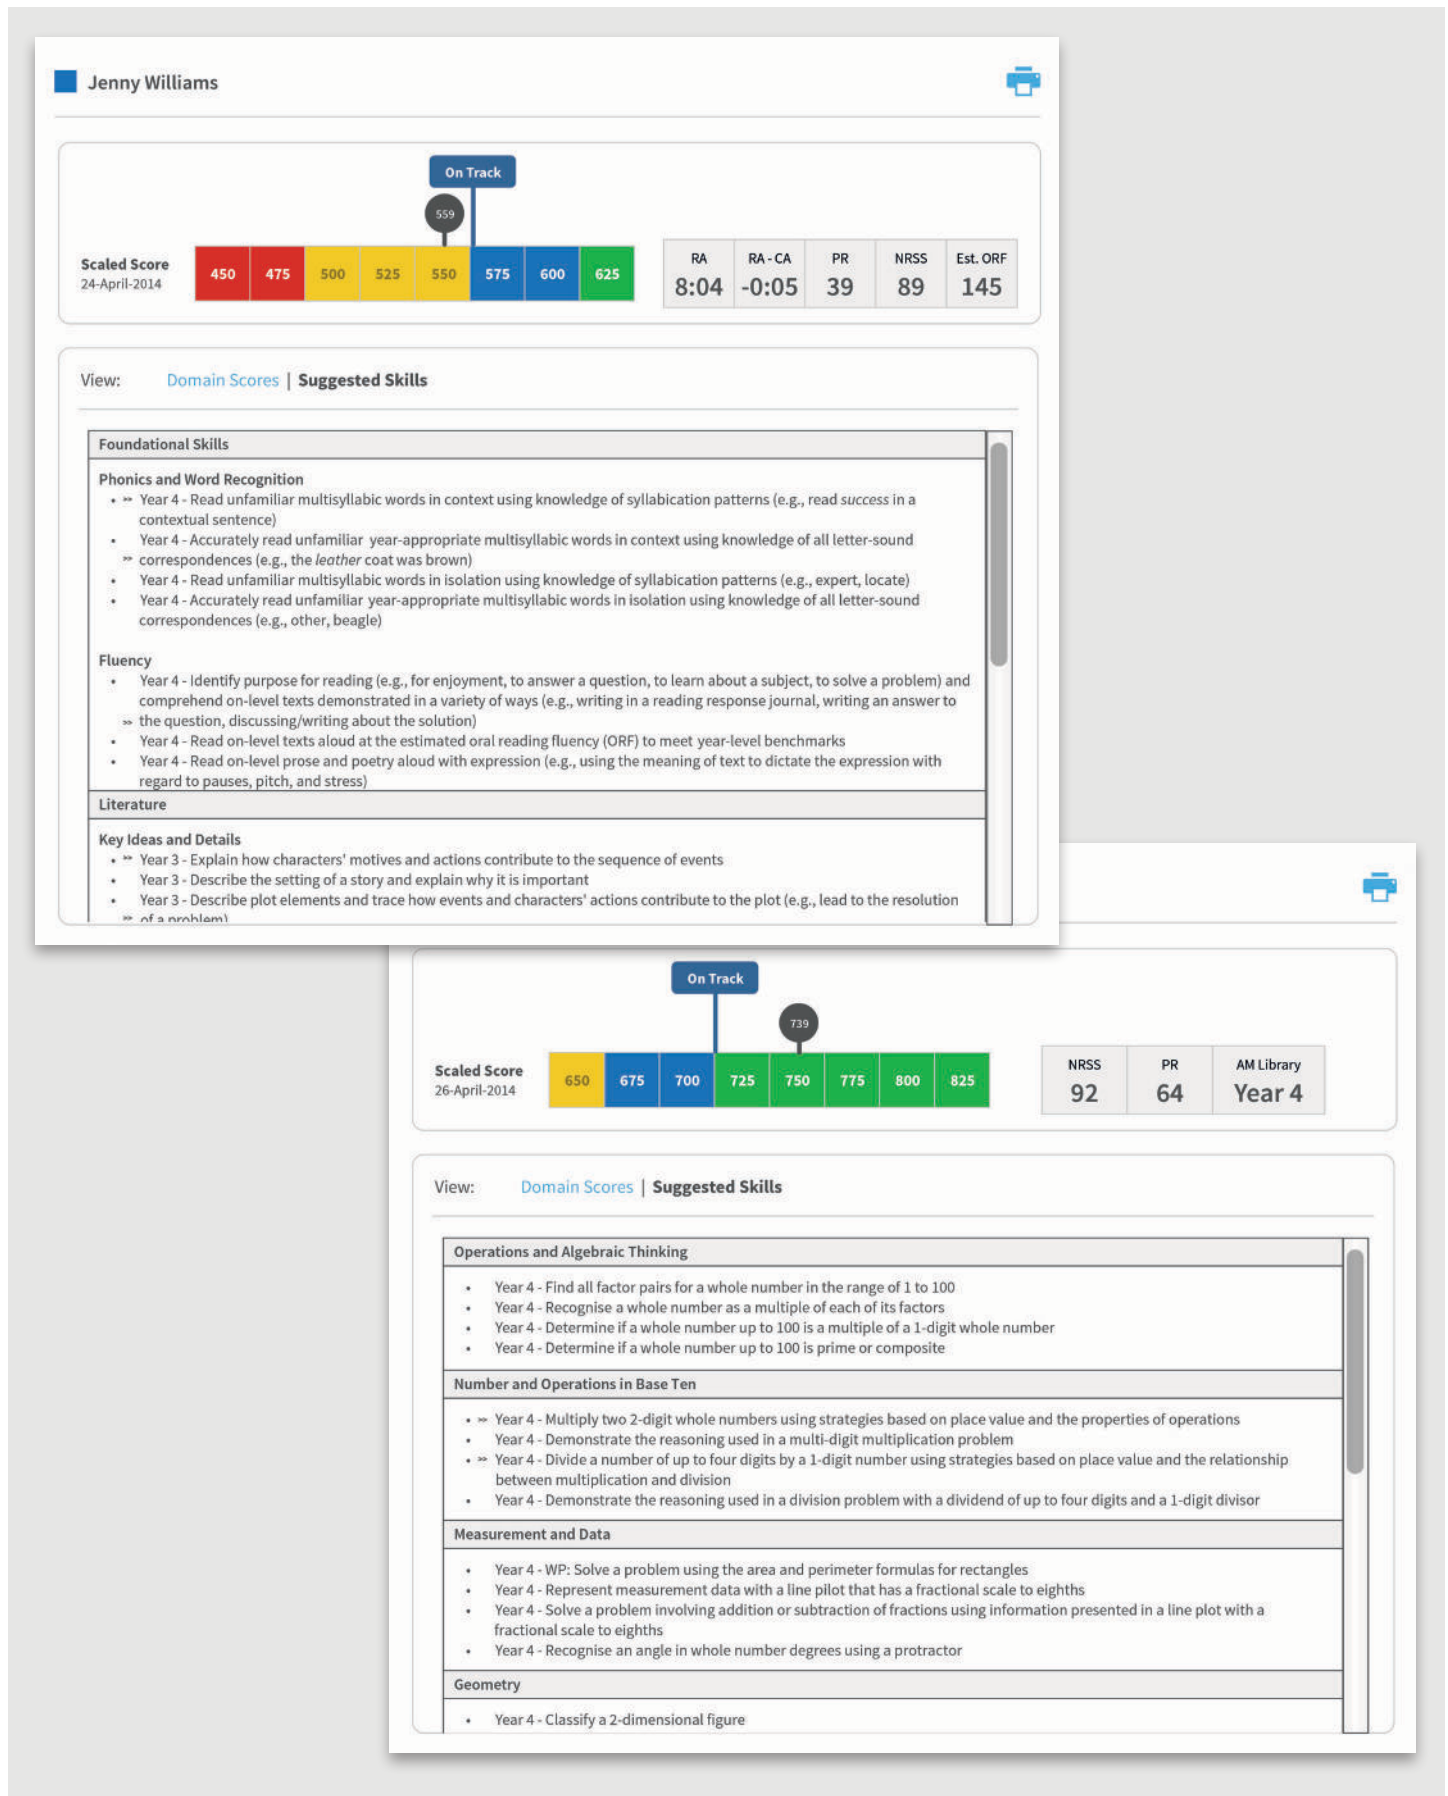 Jenny Williams
On Track
559
Scaled Score
24-April-2014
450 475 500 525 550 575 600 625
RA RA - CA PR NRSS Est. ORF
8:04 -0:05 39 89 145
View: Domain Scores | Suggested Skills
Foundational Skills
Phonics and Word Recognition
• » Year 4 - Read unfamiliar multisyllabic words in context using knowledge of syllabication patterns (e.g., read success in a
contextual sentence)
• Year 4 - Accurately read unfamiliar year-appropriate multisyllabic words in context using knowledge of all letter-sound
» correspondences (e.g., the leather coat was brown)
• Year 4 - Read unfamiliar multisyllabic words in isolation using knowledge of syllabication patterns (e.g., expert, locate)
• Year 4 - Accurately read unfamiliar year-appropriate multisyllabic words in isolation using knowledge of all letter-sound
correspondences (e.g., other, beagle)
Fluency
• Year 4 - Identify purpose for reading (e.g., for enjoyment, to answer a question, to learn about a subject, to solve a problem) and
comprehend on-level texts demonstrated in a variety of ways (e.g., writing in a reading response journal, writing an answer to
» the question, discussing/writing about the solution)
• Year 4 - Read on-level texts aloud at the estimated oral reading fluency (ORF) to meet year-level benchmarks
• Year 4 - Read on-level prose and poetry aloud with expression (e.g., using the meaning of text to dictate the expression with
regard to pauses, pitch, and stress)
Literature
Key Ideas and Details
• » Year 3 - Explain how characters' motives and actions contribute to the sequence of events
• Year 3 - Describe the setting of a story and explain why it is important
• Year 3 - Describe plot elements and trace how events and characters' actions contribute to the plot (e.g., lead to the resolution
» of a problem)
On Track
739
Scaled Score
26-April-2014
650 675 700 725 750 775 800 825
NRSS PR AM Library
92 64 Year 4
View: Domain Scores | Suggested Skills
Operations and Algebraic Thinking
• Year 4 - Find all factor pairs for a whole number in the range of 1 to 100
• Year 4 - Recognise a whole number as a multiple of each of its factors
• Year 4 - Determine if a whole number up to 100 is a multiple of a 1-digit whole number
• Year 4 - Determine if a whole number up to 100 is prime or composite
Number and Operations in Base Ten
• » Year 4 - Multiply two 2-digit whole numbers using strategies based on place value and the properties of operations
• Year 4 - Demonstrate the reasoning used in a multi-digit multiplication problem
• » Year 4 - Divide a number of up to four digits by a 1-digit number using strategies based on place value and the relationship
between multiplication and division
• Year 4 - Demonstrate the reasoning used in a division problem with a dividend of up to four digits and a 1-digit divisor
Measurement and Data
• Year 4 - WP: Solve a problem using the area and perimeter formulas for rectangles
• Year 4 - Represent measurement data with a line pilot that has a fractional scale to eighths
• Year 4 - Solve a problem involving addition or subtraction of fractions using information presented in a line plot with a
fractional scale to eighths
• Year 4 - Recognise an angle in whole number degrees using a protractor
Geometry
• Year 4 - Classify a 2-dimensional figure